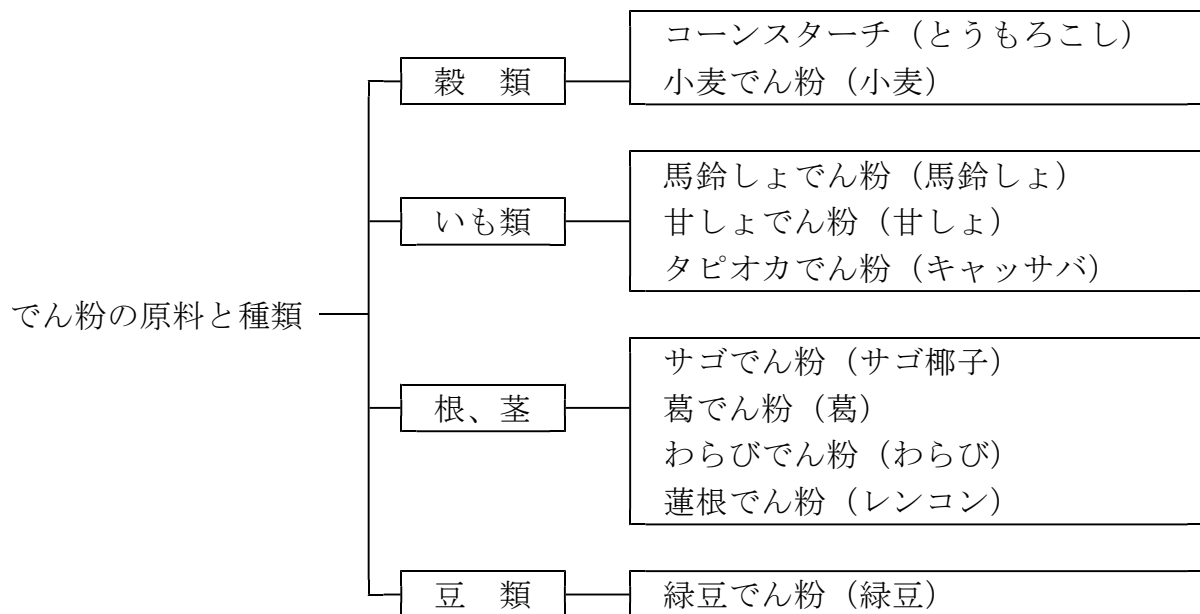 でん粉の原料と種類
穀　類
コーンスターチ（とうもろこし）
小麦でん粉（小麦）
いも類
馬鈴しょでん粉（馬鈴しょ）
甘しょでん粉（甘しょ）
タピオカでん粉（キャッサバ）
根、茎
サゴでん粉（サゴ椰子）
葛でん粉（葛）
わらびでん粉（わらび）
蓮根でん粉（レンコン）
豆　類
緑豆でん粉（緑豆）